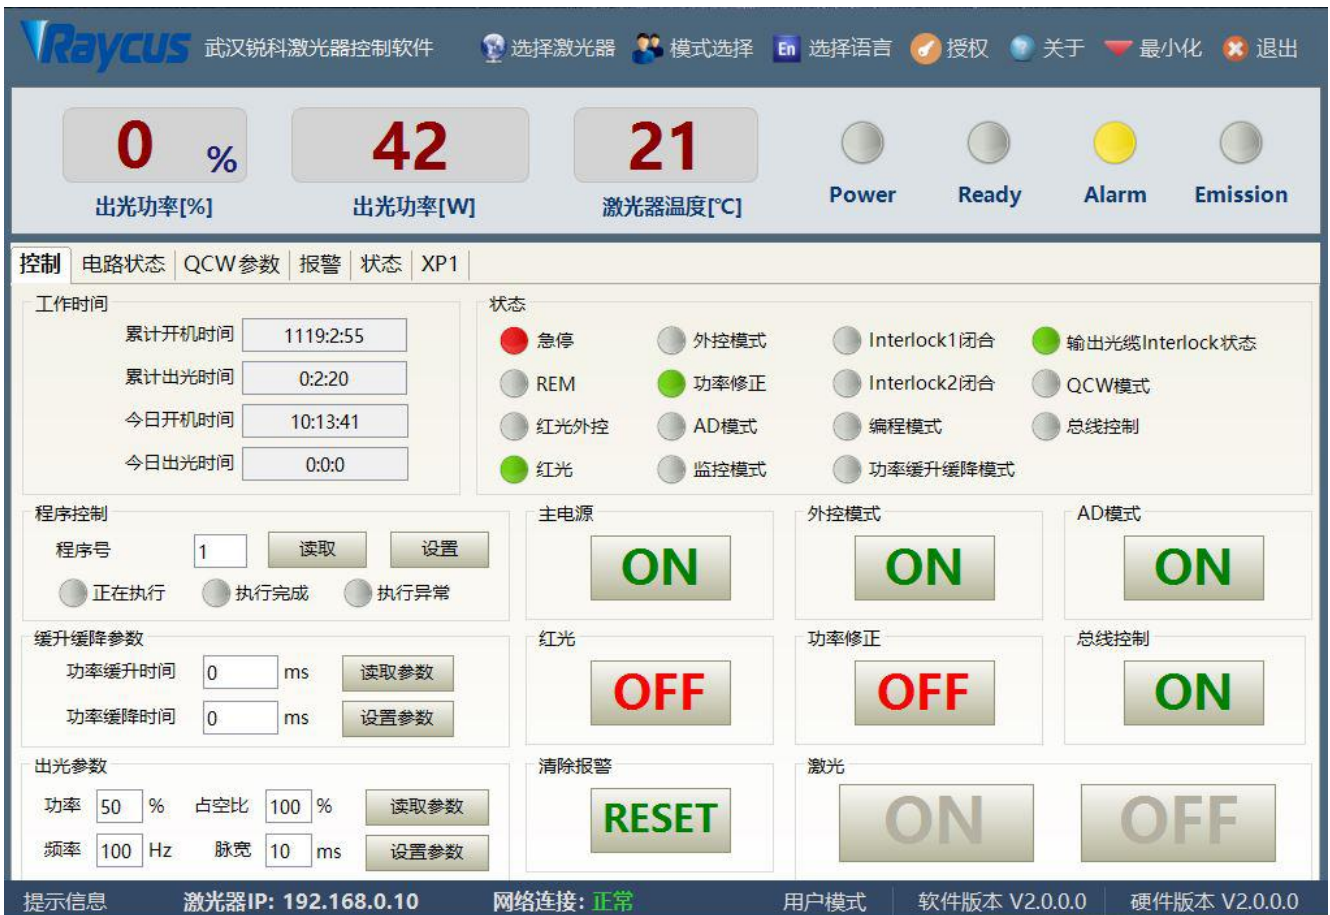 Raycus 武汉锐科激光器控制软件 选择激光器 模式选择 En 选择语言 授权 关于 最小化 退出
0 % 42 21
出光功率[%] 出光功率[W] 激光器温度[℃] Power Ready Alarm Emission
控制 电路状态 QCW参数 报警 状态 XP1
工作时间
累计开机时间 1119:2:55
累计出光时间 0:2:20
今日开机时间 10:13:41
今日出光时间 0:0:0
状态
急停 外控模式 Interlock1闭合 输出光缆Interlock状态
REM 功率修正 Interlock2闭合 QCW模式
红光外控 AD模式 编程模式 总线控制
红光 监控模式 功率缓升缓降模式
程序控制
程序号 1 读取 设置
正在执行 执行完成 执行异常
主电源 外控模式 AD模式
ON ON ON
缓升缓降参数
功率缓升时间 0 ms 读取参数
功率缓降时间 0 ms 设置参数
红光 功率修正 总线控制
OFF OFF ON
出光参数
功率 50 % 占空比 100 % 读取参数
频率 100 Hz 脉宽 10 ms 设置参数
清除报警 激光
RESET ON OFF
提示信息 激光器IP: 192.168.0.10 网络连接: 正常 用户模式 软件版本 V2.0.0.0 硬件版本 V2.0.0.0